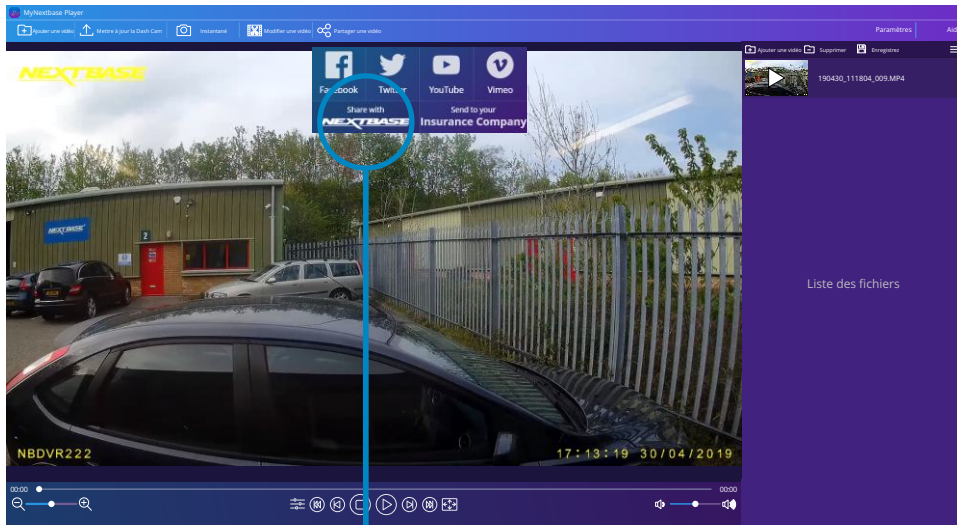 MyNextbase Player
Ajouter une vidéo
Mettre à jour la Dash Cam
Instantané
Modifier une vidéo
Partager une vidéo
Paramètres
Aid
Ajouter une vidéo
Supprimer
Enregistrez
NEXTBASE
Facebook
Twitter
YouTube
Vimeo
Share with
NEXTBASE
Send to your
Insurance Company
190430_111804_009.MP4
NEXTBASE
2
Liste des fichiers
NBDVR222
17:13:19 30/04/2019
00:00
00:00